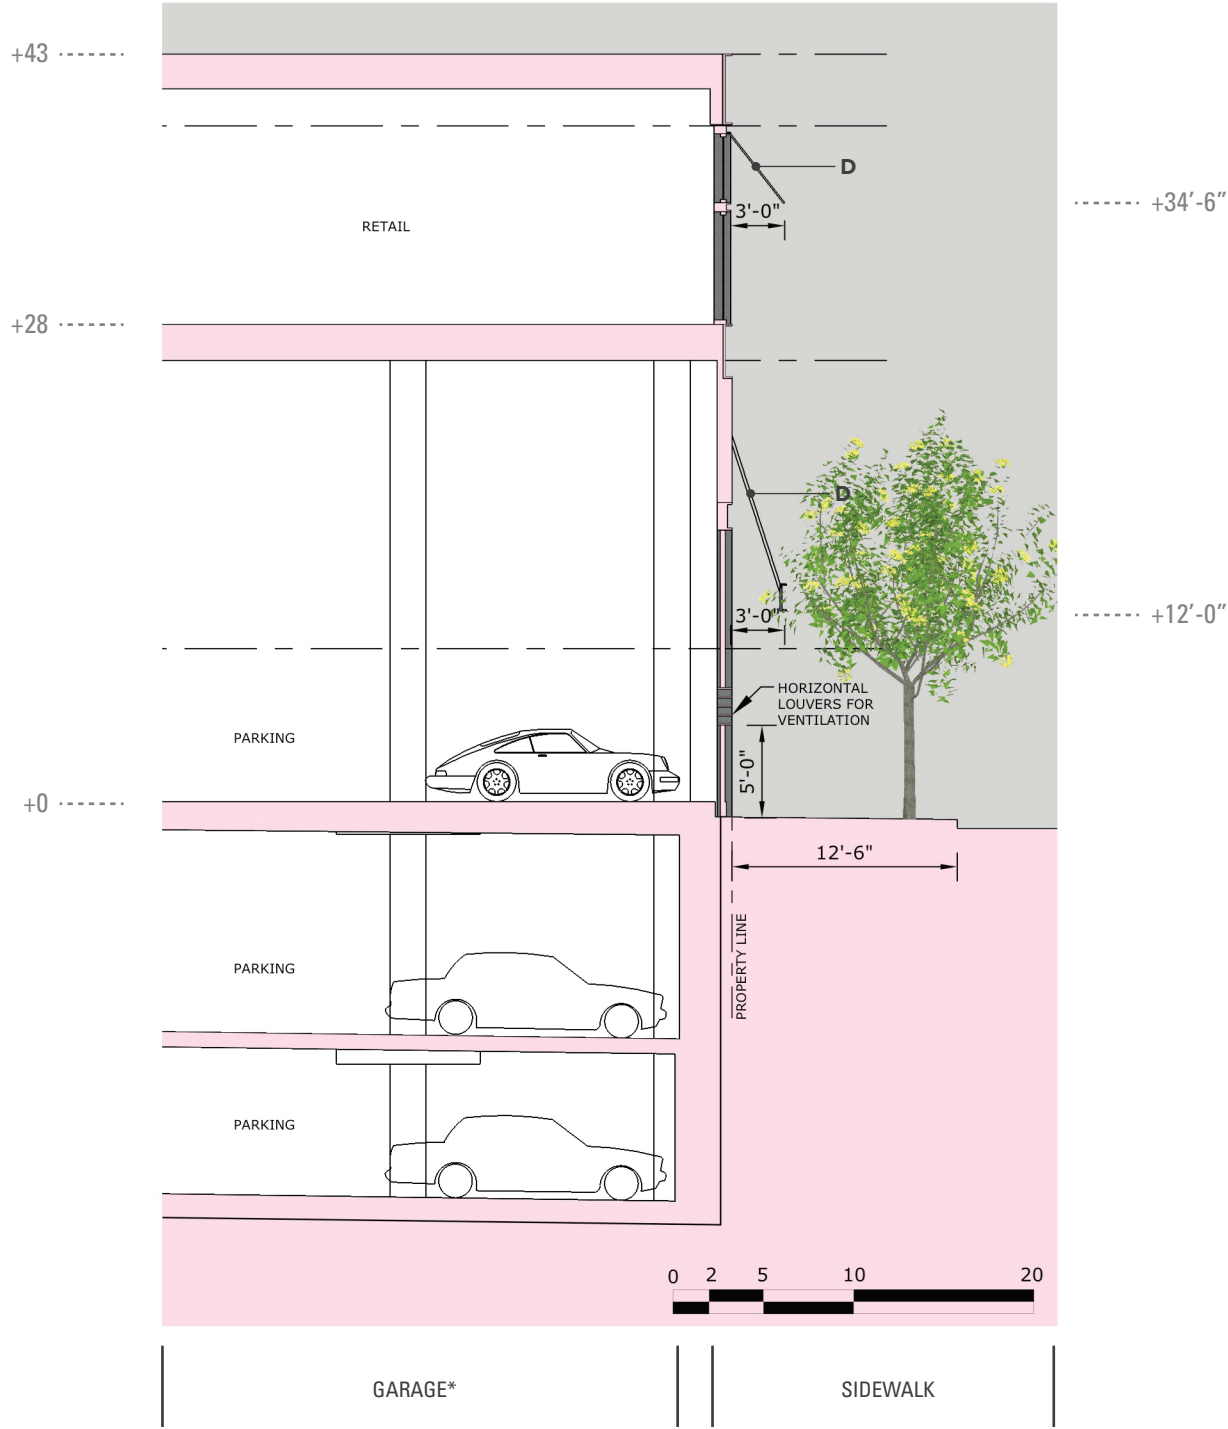 +43
D
+34'-6"
3'-0"
RETAIL
+28
D
3'-0"
+12'-0"
HORIZONTAL
LOUVERS FOR
VENTILATION
PARKING
5'-0"
+0
12'-6"
PROPERTY LINE
PARKING
PARKING
0 2 5 10 20
GARAGE*
SIDEWALK